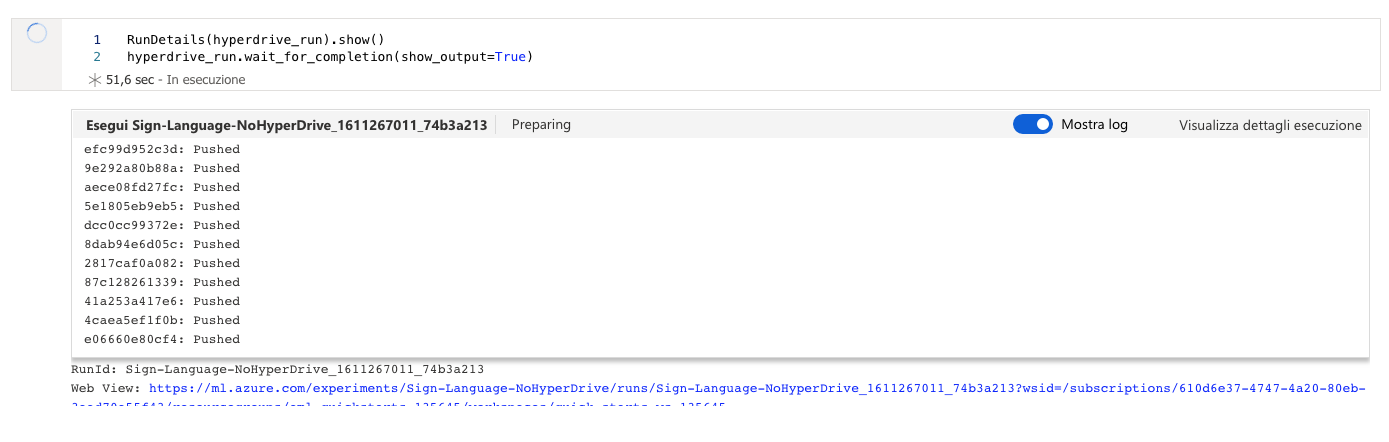 1 RunDetails(hyperdrive_run).show()
2 hyperdrive_run.wait_for_completion(show_output=True)
51,6 sec - In esecuzione
Esegui Sign-Language-NoHyperDrive_1611267011_74b3a213 Preparing Mostra log Visualizza dettagli esecuzione
efc99d952c3d: Pushed
9e292a80b88a: Pushed
aece08fd27fc: Pushed
5e1805eb9eb5: Pushed
dcc0cc99372e: Pushed
8dab94e6d05c: Pushed
2817caf0a082: Pushed
87c128261339: Pushed
41a253a417e6: Pushed
4caea5ef1f0b: Pushed
e06660e80cf4: Pushed
RunId: Sign-Language-NoHyperDrive_1611267011_74b3a213
Web View: https://ml.azure.com/experiments/Sign-Language-NoHyperDrive/runs/Sign-Language-NoHyperDrive_1611267011_74b3a213?wsid=/subscriptions/610d6e37-4747-4a20-80eb-